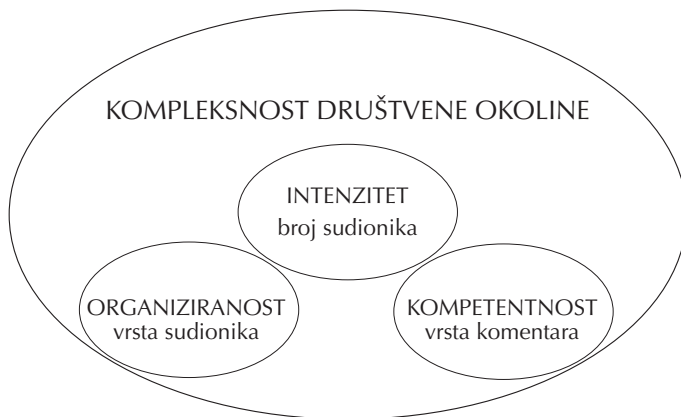 KOMPLEKSNOST DRUŠTVENE OKOLINE
INTENZITET
broj sudionika
ORGANIZIRANOST
vrsta sudionika
KOMPETENTNOST
vrsta komentara